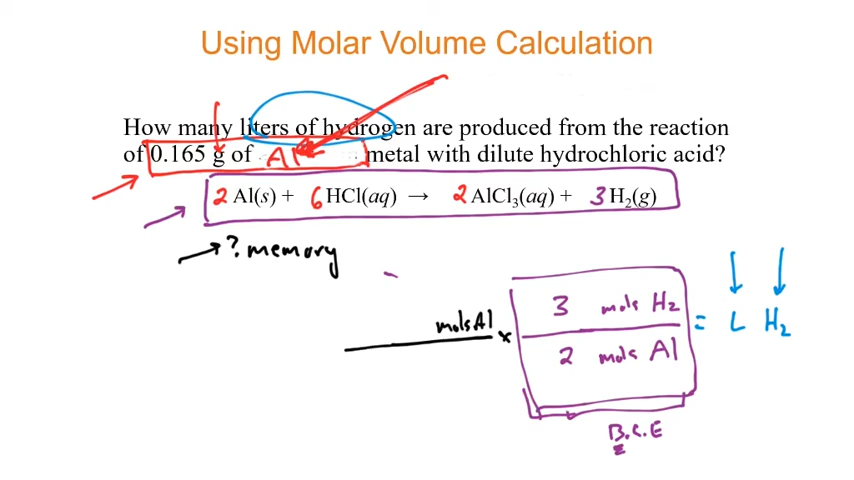 Using Molar Volume Calculation
How many liters of hydrogen are produced from the reaction
of 0.165 g of Al metal with dilute hydrochloric acid?
2 Al(s) + 6 HCl(aq) → 2 AlCl₃(aq) + 3 H₂(g)
→ ? memory
mols Al × 3 mols H₂ = L H₂
2 mols Al
B.C.E